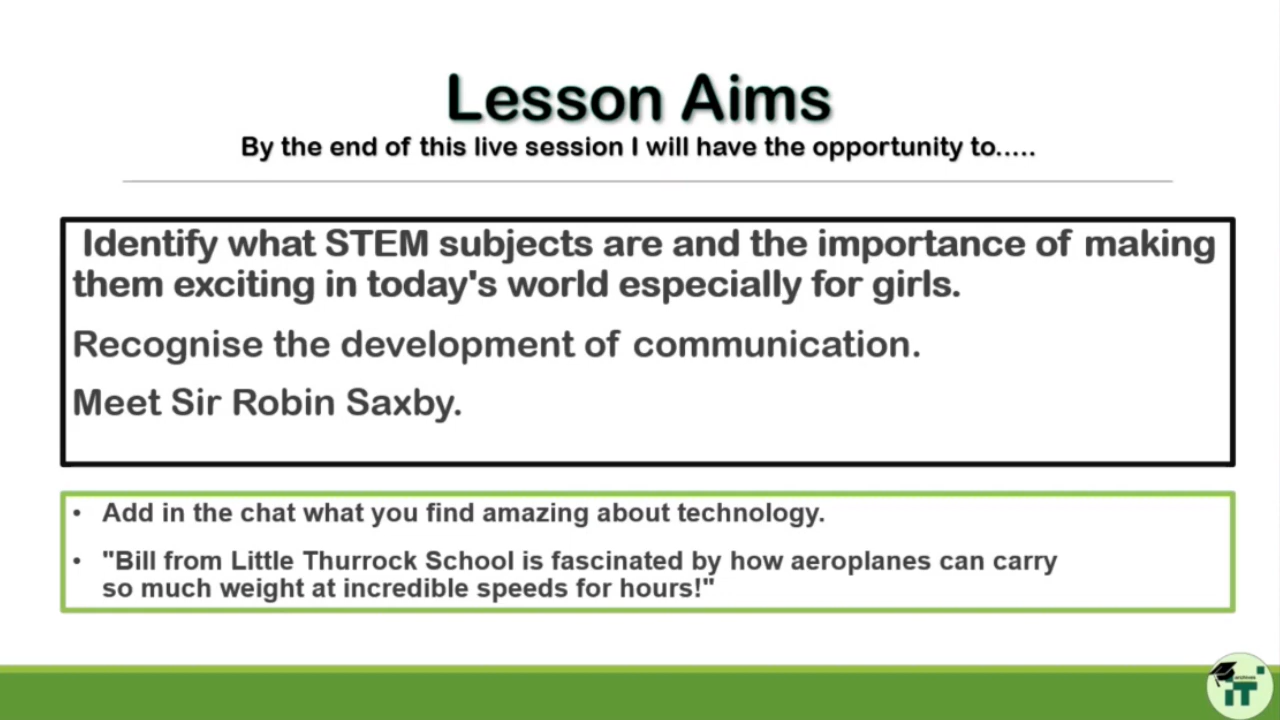 Lesson Aims
By the end of this live session I will have the opportunity to.....
Identify what STEM subjects are and the importance of making
them exciting in today's world especially for girls.
Recognise the development of communication.
Meet Sir Robin Saxby.
• Add in the chat what you find amazing about technology.
• "Bill from Little Thurrock School is fascinated by how aeroplanes can carry
so much weight at incredible speeds for hours!"
archives
iT